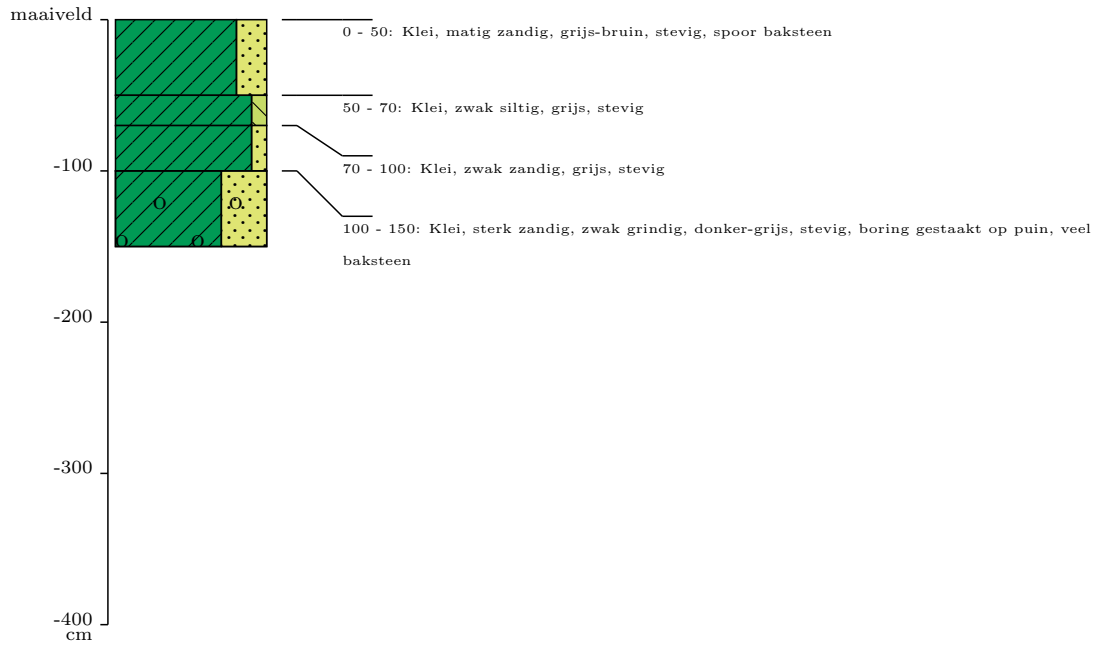 maaiveld
0 - 50: Klei, matig zandig, grijs-bruin, stevig, spoor baksteen
50 - 70: Klei, zwak siltig, grijs, stevig
-100
70 - 100: Klei, zwak zandig, grijs, stevig
o o
100 - 150: Klei, sterk zandig, zwak grindig, donker-grijs, stevig, boring gestaakt op puin, veel
o o
baksteen
-200
-300
-400
cm